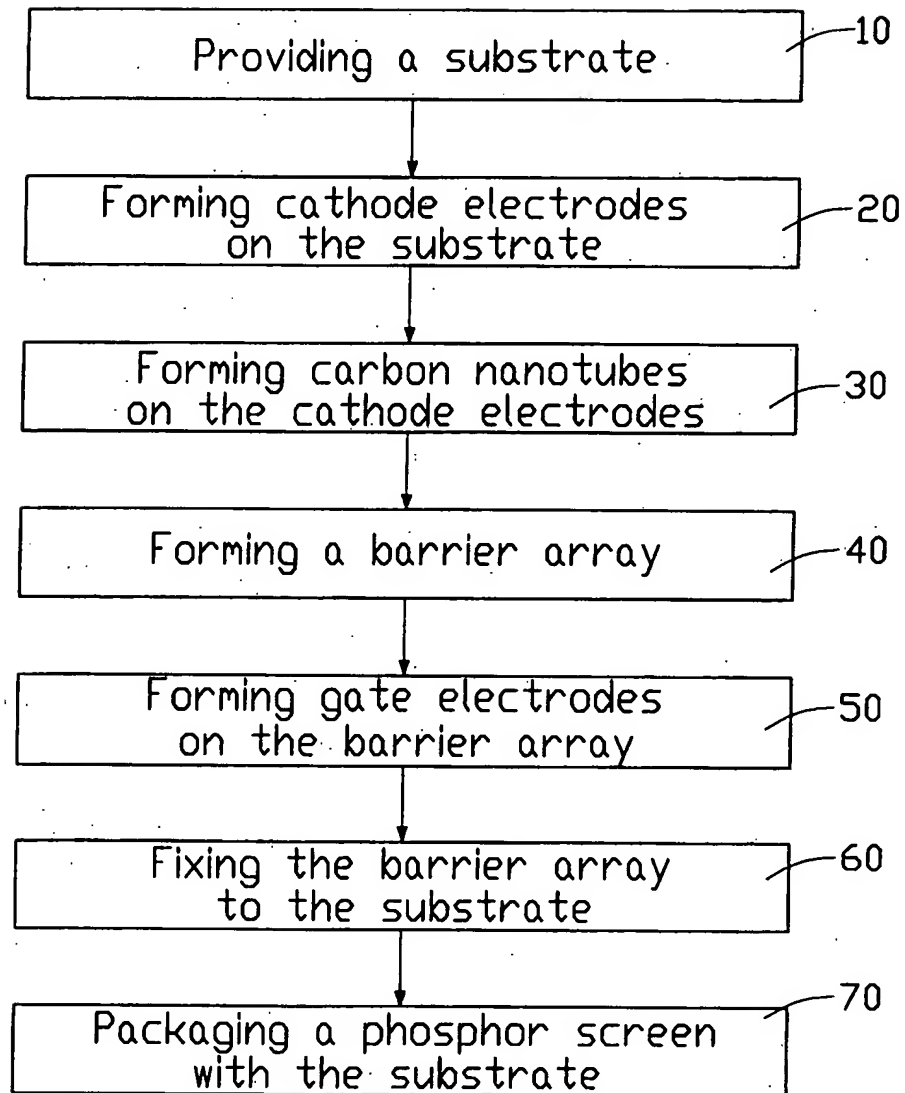 Providing a substrate
10
Forming cathode electrodes
on the substrate
20
Forming carbon nanotubes
on the cathode electrodes
30
Forming a barrier array
40
Forming gate electrodes
on the barrier array
50
Fixing the barrier array
to the substrate
60
Packaging a phosphor screen
with the substrate
70